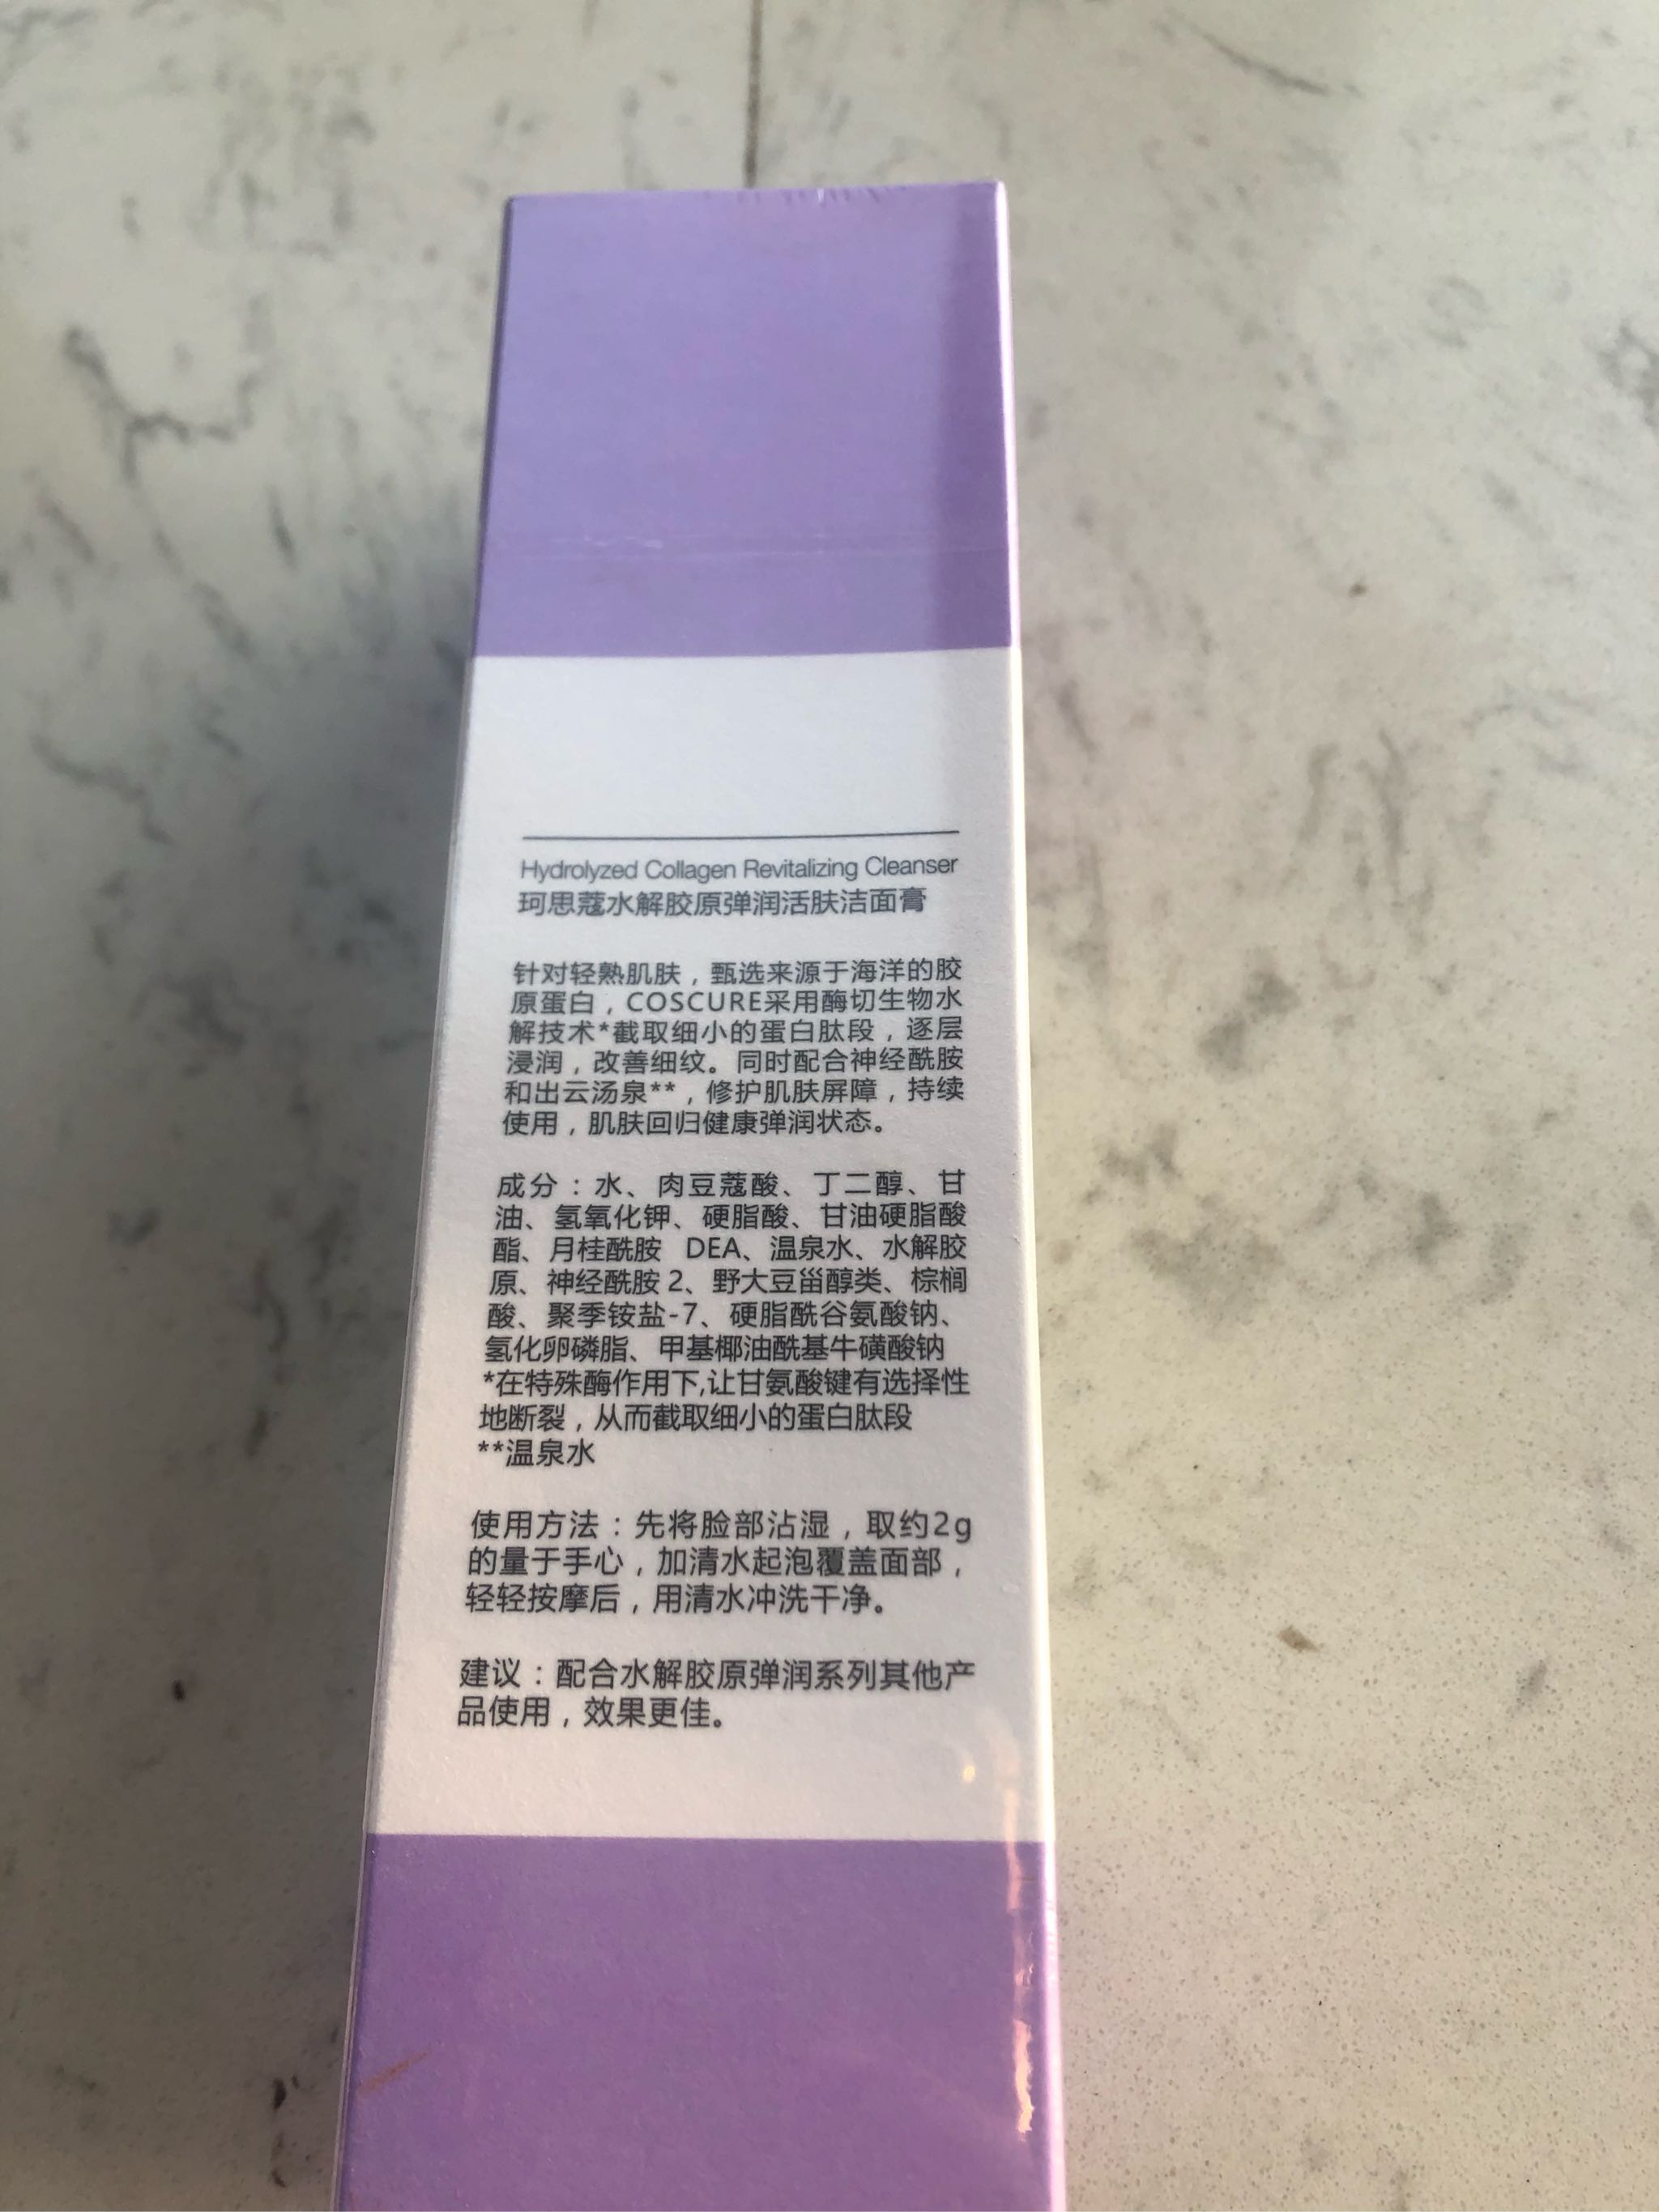 Hydrolyzed Collagen Revitalizing Cleanser
珂思蔻水解胶原弹润活肤洁面膏
针对轻熟肌肤，甄选来源于海洋的胶
原蛋白，COSCURE采用酶切生物水
解技术*截取细小的蛋白肽段，逐层
浸润，改善细纹。同时配合神经酰胺
和出云汤泉**，修护肌肤屏障，持续
使用，肌肤回归健康弹润状态。
成分：水、肉豆蔻酸、丁二醇、甘
油、氢氧化钾、硬脂酸、甘油硬脂酸
酯、月桂酰胺 DEA、温泉水、水解胶
原、神经酰胺 2、野大豆甾醇类、棕榈
酸、聚季铵盐-7、硬脂酰谷氨酸钠、
氢化卵磷脂、甲基椰油酰基牛磺酸钠
*在特殊酶作用下,让甘氨酸键有选择性
地断裂，从而截取细小的蛋白肽段
**温泉水
使用方法：先将脸部沾湿，取约2g
的量于手心，加清水起泡覆盖面部，
轻轻按摩后，用清水冲洗干净。
建议：配合水解胶原弹润系列其他产
品使用，效果更佳。